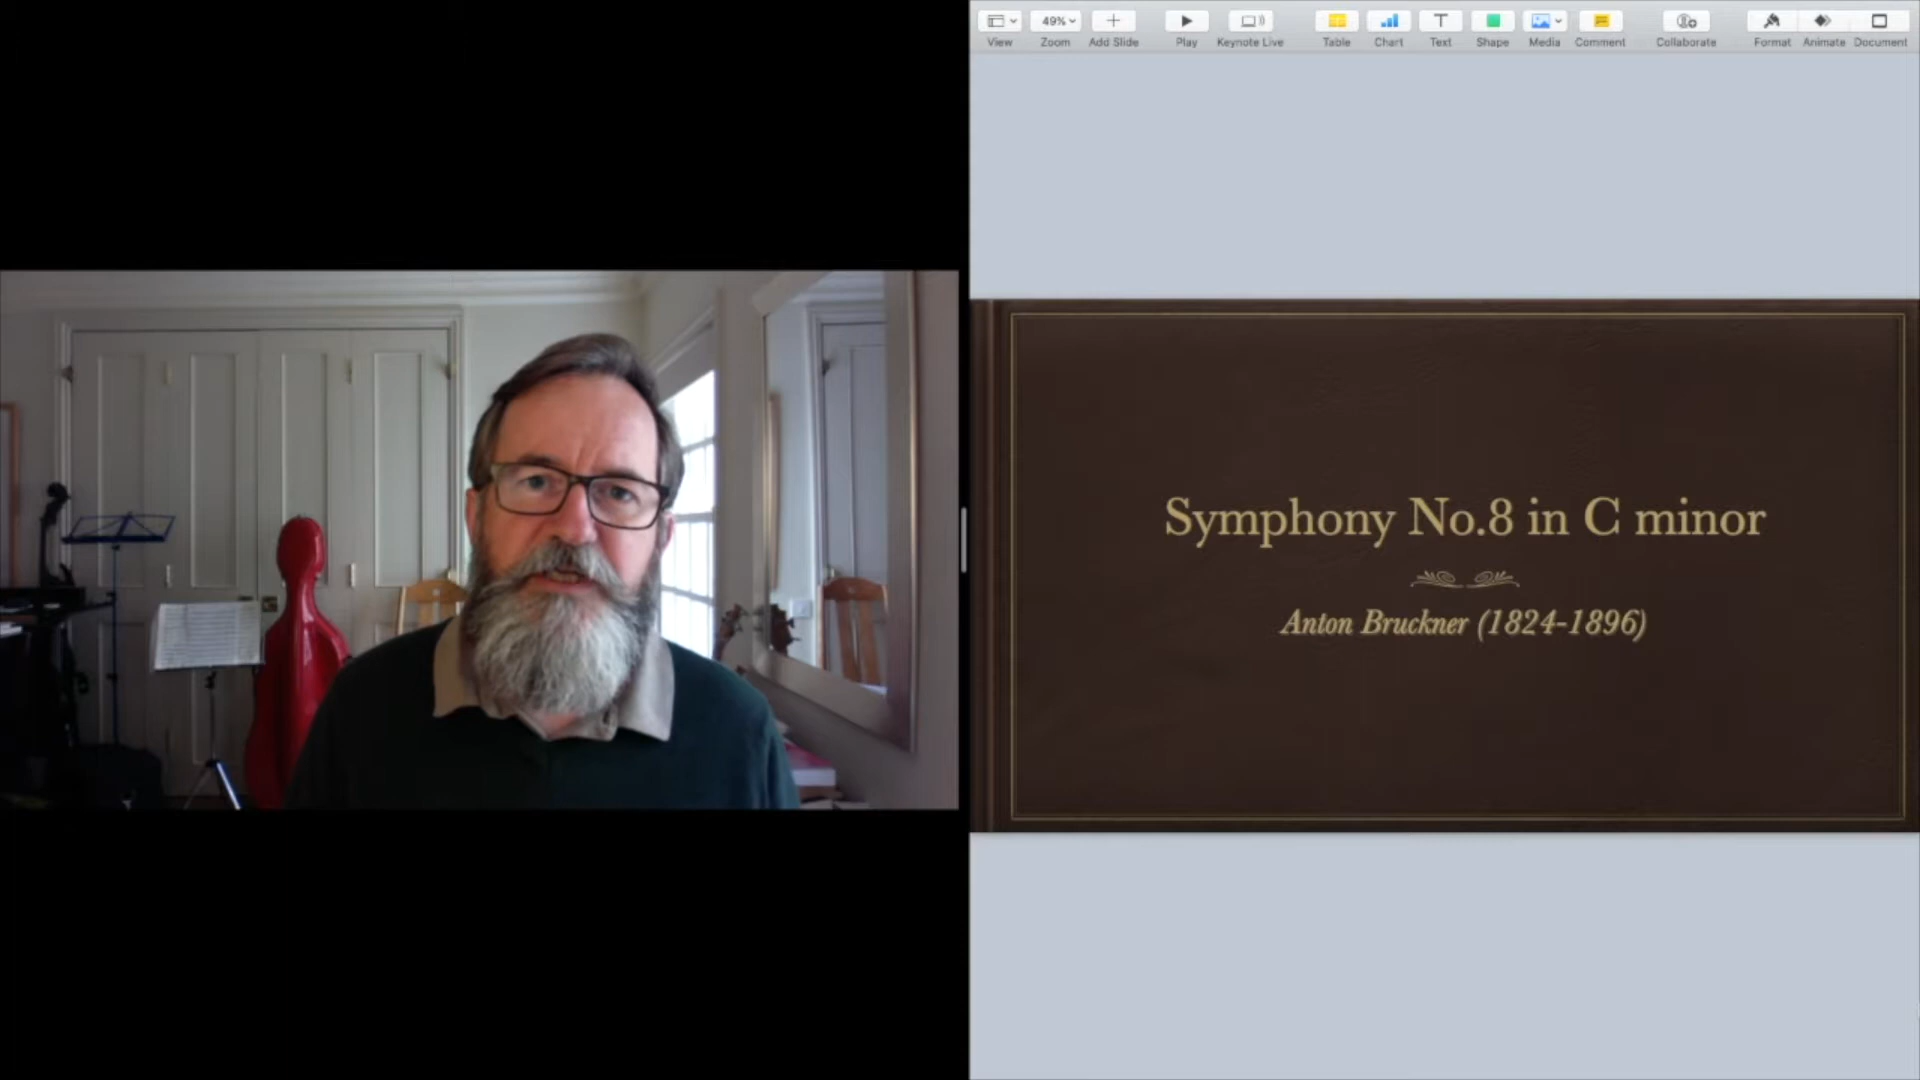 49%
View
Zoom
Add Slide
Play
Keynote Live
Table
Chart
Text
Shape
Media
Comment
Collaborate
Format
Animate
Document
Symphony No.8 in C minor
Anton Bruckner (1824-1896)